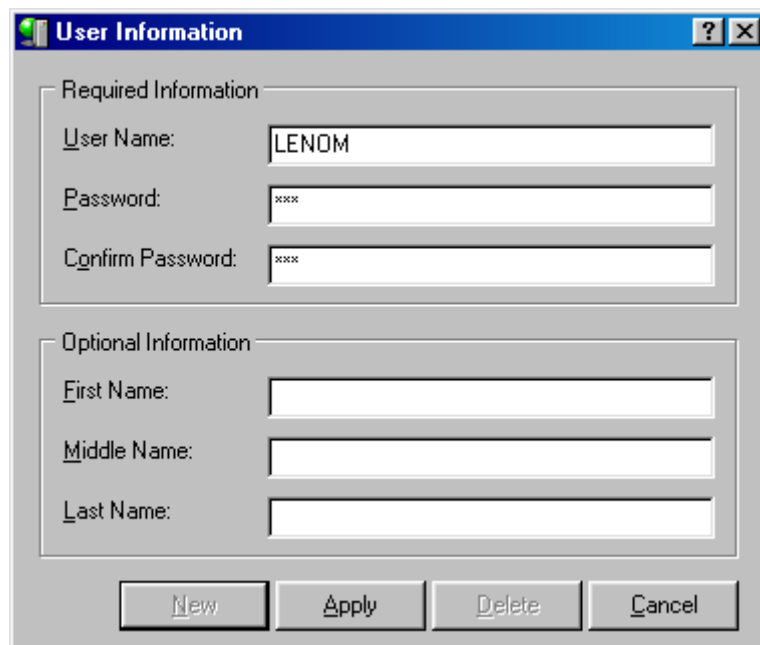 User Information
Required Information
User Name: LENOM
Password: ***
Confirm Password: ***
Optional Information
First Name:
Middle Name:
Last Name:
New Apply Delete Cancel